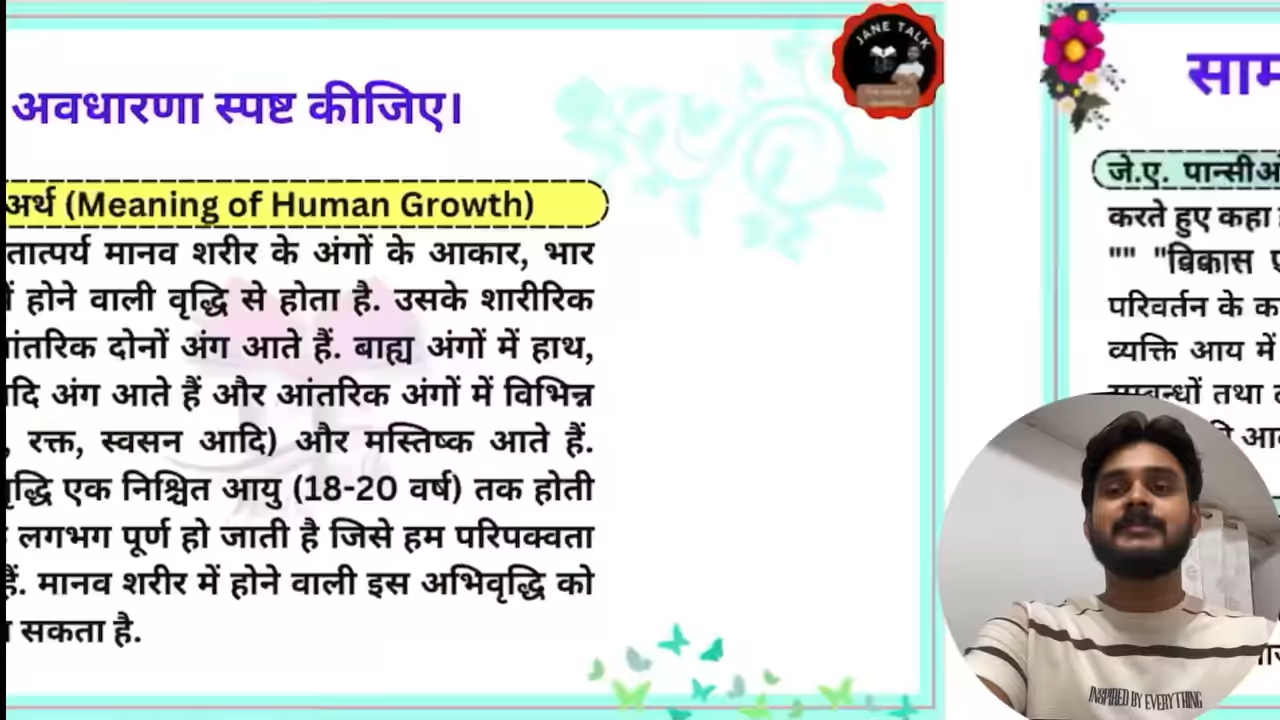 JANE TALK
अवधारणा स्पष्ट कीजिए।
अर्थ (Meaning of Human Growth)
तात्पर्य मानव शरीर के अंगों के आकार, भार
होने वाली वृद्धि से होता है. उसके शारीरिक
आंतरिक दोनों अंग आते हैं. बाह्य अंगों में हाथ,
अंग आते हैं और आंतरिक अंगों में विभिन्न
, रक्त, स्वसन आदि) और मस्तिष्क आते हैं.
एक निश्चित आयु (18-20 वर्ष) तक होती
लगभग पूर्ण हो जाती है जिसे हम परिपक्वता
हैं. मानव शरीर में होने वाली इस अभिवृद्धि को
सकता है.
साम
जे.ए. पान्सीअ
करते हुए कहा
"" "विकास
परिवर्तन के क
व्यक्ति आय में
तथा
INSPIRED BY EVERYTHING